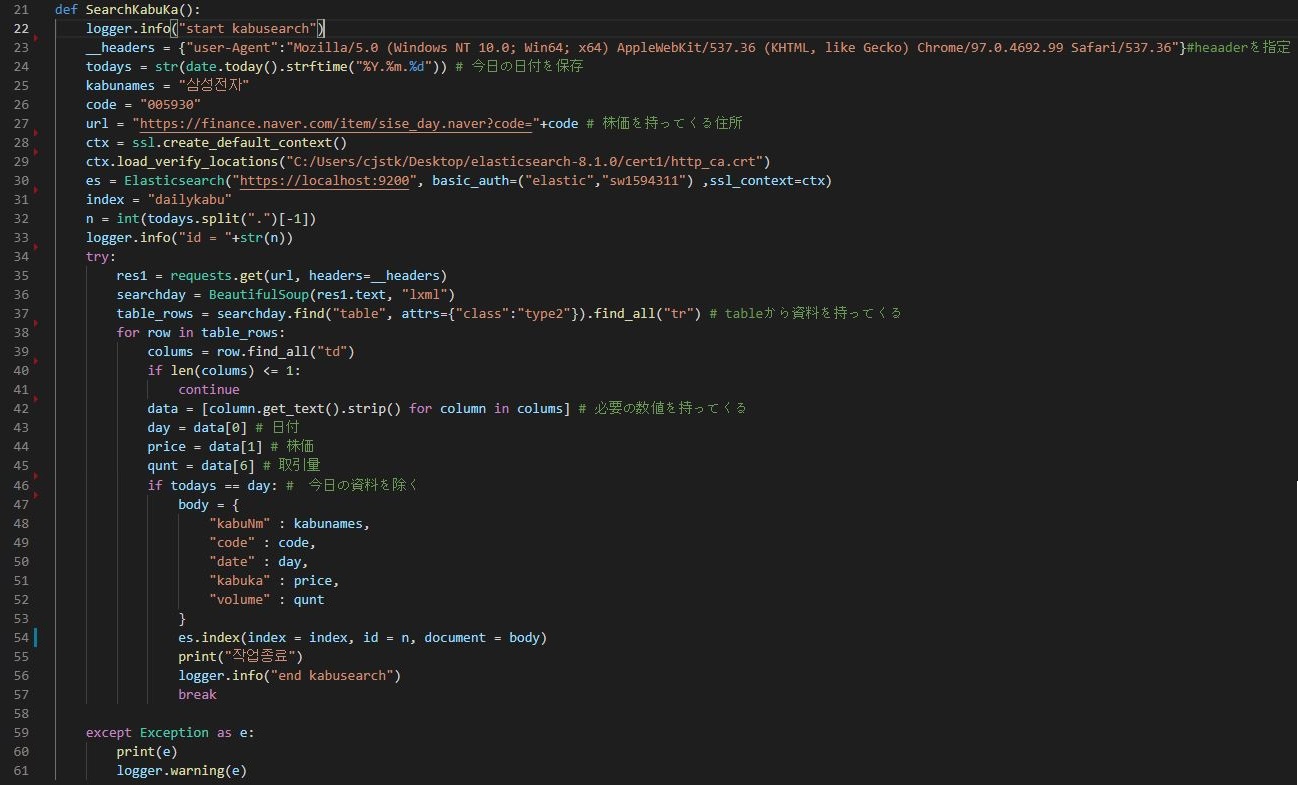 21 def SearchKabuKa():
22 logger.info("start kabusearch")
23 __headers = {"user-Agent":"Mozilla/5.0 (Windows NT 10.0; Win64; x64) AppleWebKit/537.36 (KHTML, like Gecko) Chrome/97.0.4692.99 Safari/537.36"}#heaaderを指定
24 todays = str(date.today().strftime("%Y.%m.%d")) # 今日の日付を保存
25 kabunames = "삼성전자"
26 code = "005930"
27 url = "https://finance.naver.com/item/sise_day.naver?code="+code # 株価を持ってくる住所
28 ctx = ssl.create_default_context()
29 ctx.load_verify_locations("C:/Users/cjstk/Desktop/elasticsearch-8.1.0/cert1/http_ca.crt")
30 es = Elasticsearch("https://localhost:9200", basic_auth=("elastic","sw1594311") ,ssl_context=ctx)
31 index = "dailykabu"
32 n = int(todays.split(".")[-1])
33 logger.info("id = "+str(n))
34 try:
35 res1 = requests.get(url, headers=__headers)
36 searchday = BeautifulSoup(res1.text, "lxml")
37 table_rows = searchday.find("table", attrs={"class":"type2"}).find_all("tr") # tableから資料を持ってくる
38 for row in table_rows:
39 colums = row.find_all("td")
40 if len(colums) <= 1:
41 continue
42 data = [column.get_text().strip() for column in colums] # 必要の数値を持ってくる
43 day = data[0] # 日付
44 price = data[1] # 株価
45 qunt = data[6] # 取引量
46 if todays == day: #  今日の資料を除く
47 body = {
48 "kabuNm" : kabunames,
49 "code" : code,
50 "date" : day,
51 "kabuka" : price,
52 "volume" : qunt
53 }
54 es.index(index = index, id = n, document = body)
55 print("작업종료")
56 logger.info("end kabusearch")
57 break
58
59 except Exception as e:
60 print(e)
61 logger.warning(e)